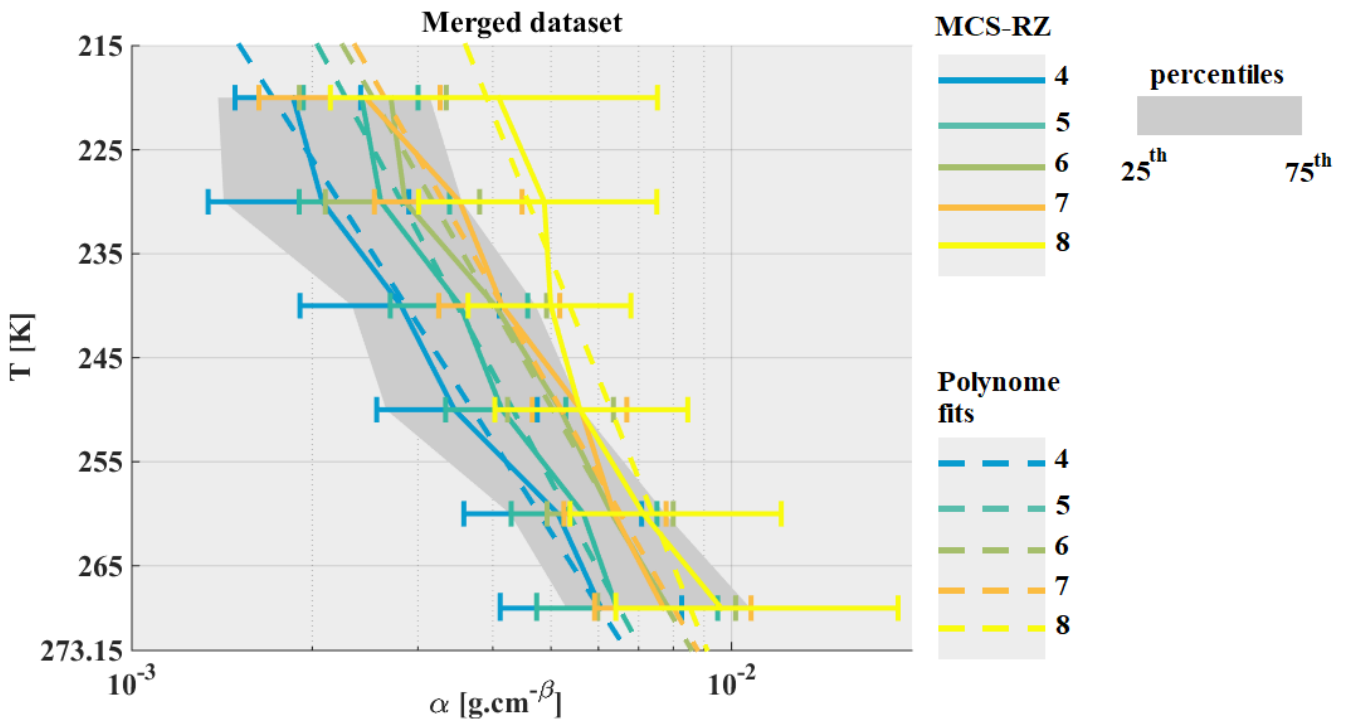 Merged dataset
215
225
235
245
255
265
273.15
T [K]
10⁻³
10⁻²
α [g.cm⁻ᵝ]
MCS-RZ
4
5
6
7
8
percentiles
25ᵗʰ
75ᵗʰ
Polynome
fits
4
5
6
7
8